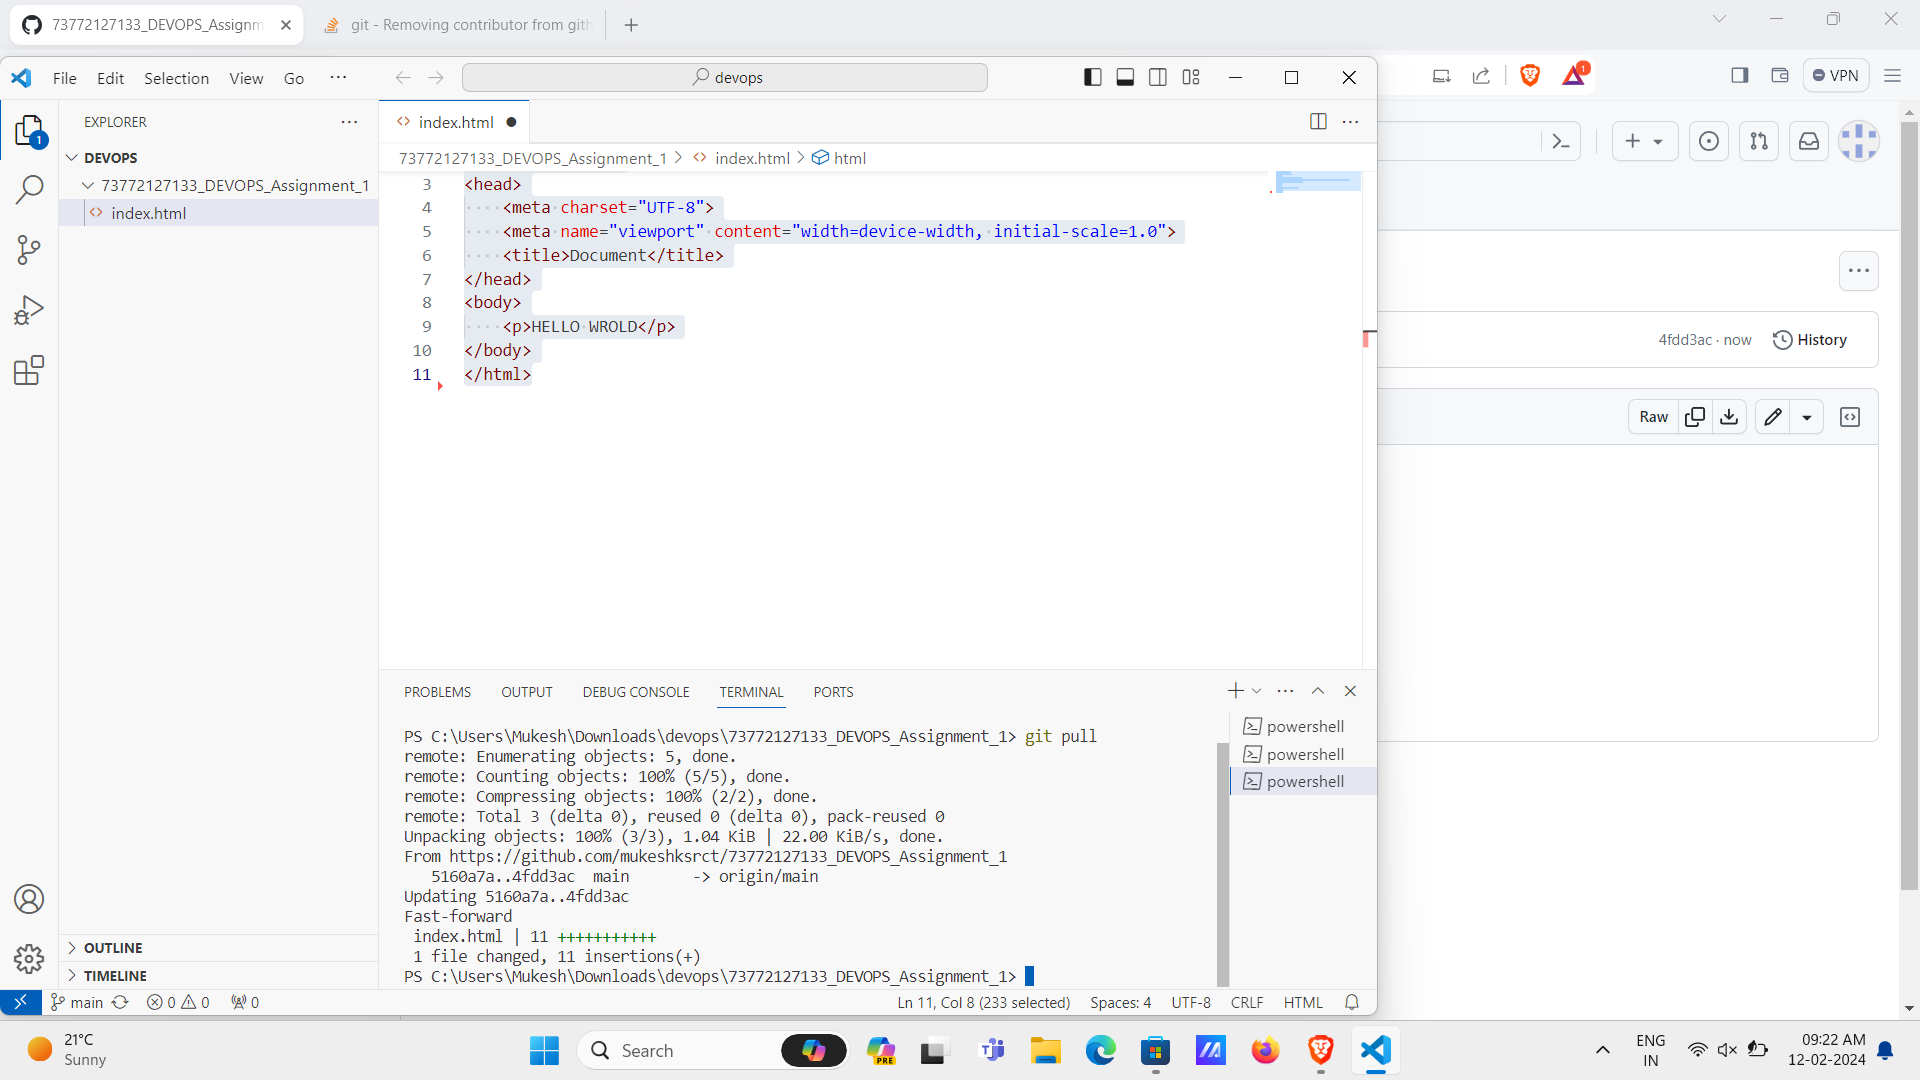 73772127133_DEVOPS_Assignm
git - Removing contributor from gith
File Edit Selection View Go ···
devops
VPN
1
1
EXPLORER
index.html
DEVOPS
73772127133_DEVOPS_Assignment_1 > index.html > html
73772127133_DEVOPS_Assignment_1
index.html
3 <head>
4 ····<meta·charset="UTF-8">
5 ····<meta·name="viewport"·content="width=device-width,·initial-scale=1.0">
6 ····<title>Document</title>
7 </head>
8 <body>
9 ····<p>HELLO·WROLD</p>
10 </body>
11 </html>
4fdd3ac · now
History
Raw
PROBLEMS OUTPUT DEBUG CONSOLE TERMINAL PORTS
PS C:\Users\Mukesh\Downloads\devops\73772127133_DEVOPS_Assignment_1> git pull
remote: Enumerating objects: 5, done.
remote: Counting objects: 100% (5/5), done.
remote: Compressing objects: 100% (2/2), done.
remote: Total 3 (delta 0), reused 0 (delta 0), pack-reused 0
Unpacking objects: 100% (3/3), 1.04 KiB | 22.00 KiB/s, done.
From https://github.com/mukeshksrct/73772127133_DEVOPS_Assignment_1
5160a7a..4fdd3ac main -> origin/main
Updating 5160a7a..4fdd3ac
Fast-forward
index.html | 11 +++++++++++
1 file changed, 11 insertions(+)
PS C:\Users\Mukesh\Downloads\devops\73772127133_DEVOPS_Assignment_1>
powershell
powershell
powershell
OUTLINE
TIMELINE
main 0 0 0
Ln 11, Col 8 (233 selected) Spaces: 4 UTF-8 CRLF HTML
21°C
Sunny
Search
PRE
ENG
IN
09:22 AM
12-02-2024